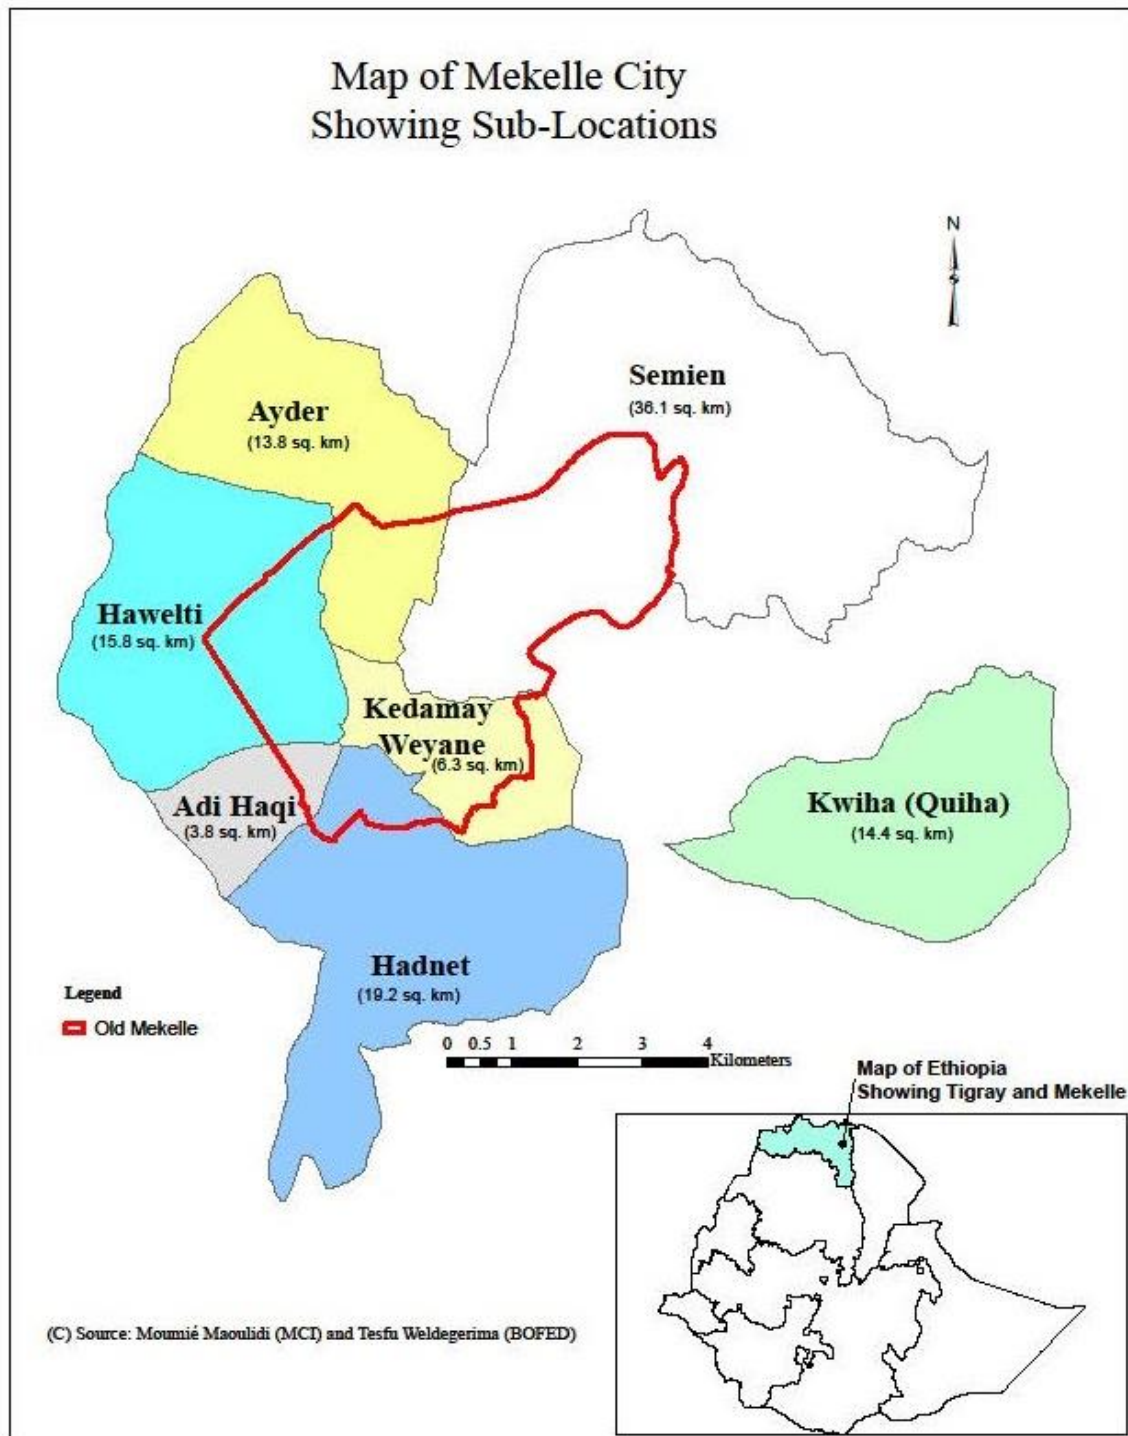 Map of Mekelle City
Showing Sub-Locations
N
Semien
(36.1 sq. km)
Ayder
(13.8 sq. km)
Hawelti
(15.8 sq. km)
Kedamay
Weyane
(6.3 sq. km)
Adi Haqi
(3.8 sq. km)
Kwiha (Quiha)
(14.4 sq. km)
Hadnet
(19.2 sq. km)
Legend
Old Mekelle
0 0.5 1 2 3 4
Kilometers
Map of Ethiopia
Showing Tigray and Mekelle
(C) Source: Moumié Maoulidi (MCI) and Tesfu Weldegerima (BOFED)